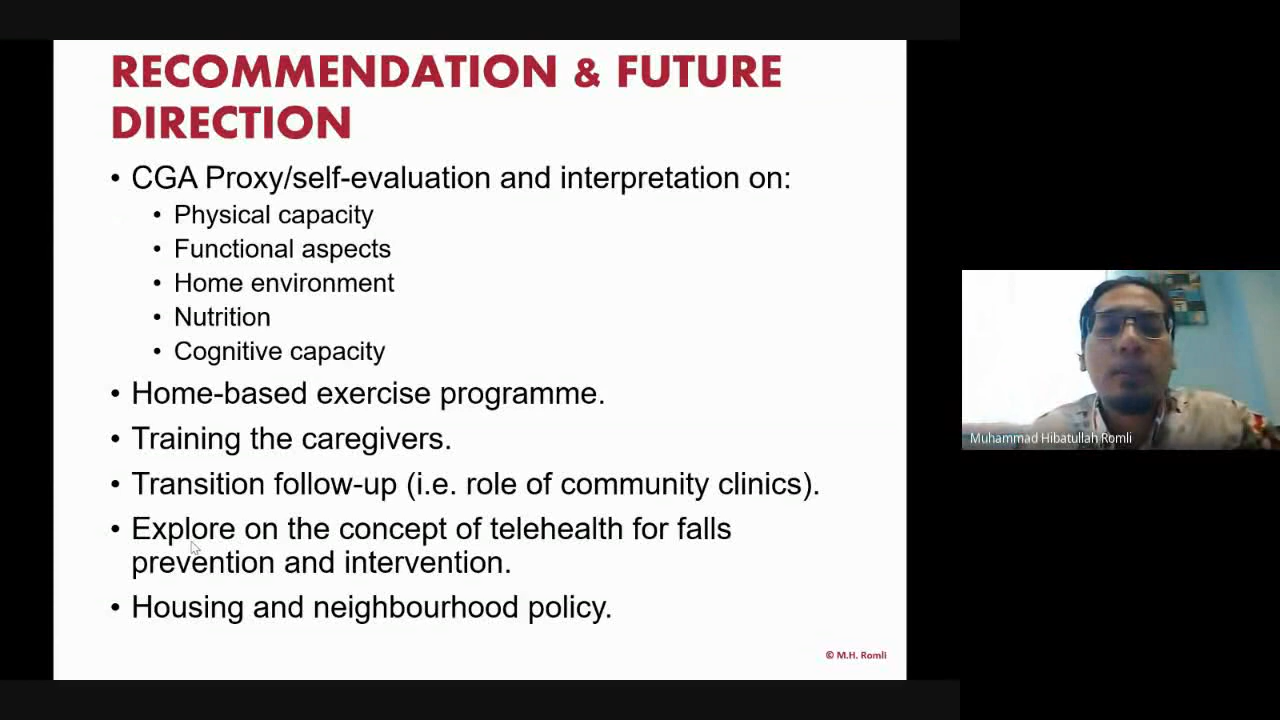 RECOMMENDATION & FUTURE
DIRECTION
• CGA Proxy/self-evaluation and interpretation on:
• Physical capacity
• Functional aspects
• Home environment
• Nutrition
• Cognitive capacity
• Home-based exercise programme.
• Training the caregivers.
• Transition follow-up (i.e. role of community clinics).
• Explore on the concept of telehealth for falls
prevention and intervention.
• Housing and neighbourhood policy.
© M.H. Romli
Muhammad Hibatullah Romli